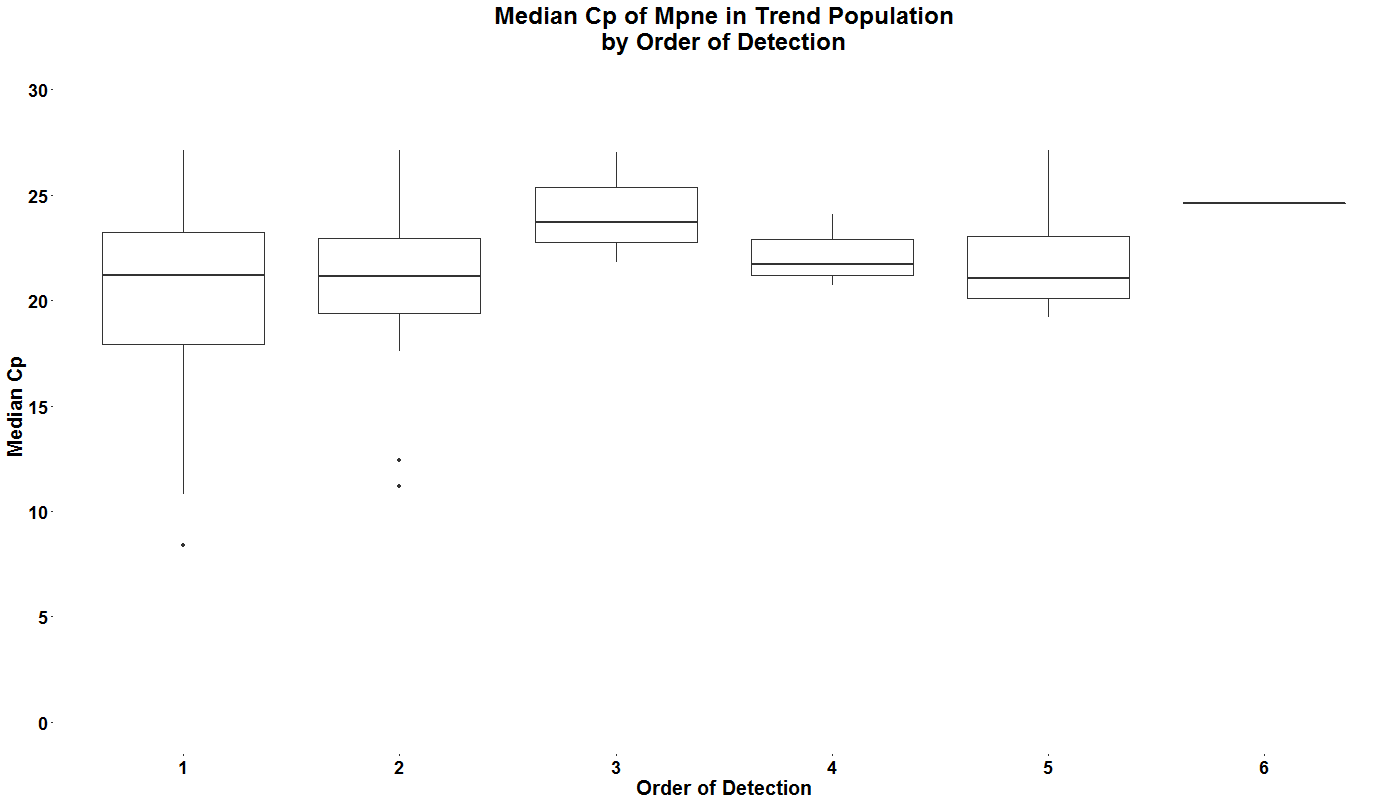 Median Cp of Mpne in Trend Population
by Order of Detection
30
25
20
15
10
5
0
Median Cp
1 2 3 4 5 6
Order of Detection